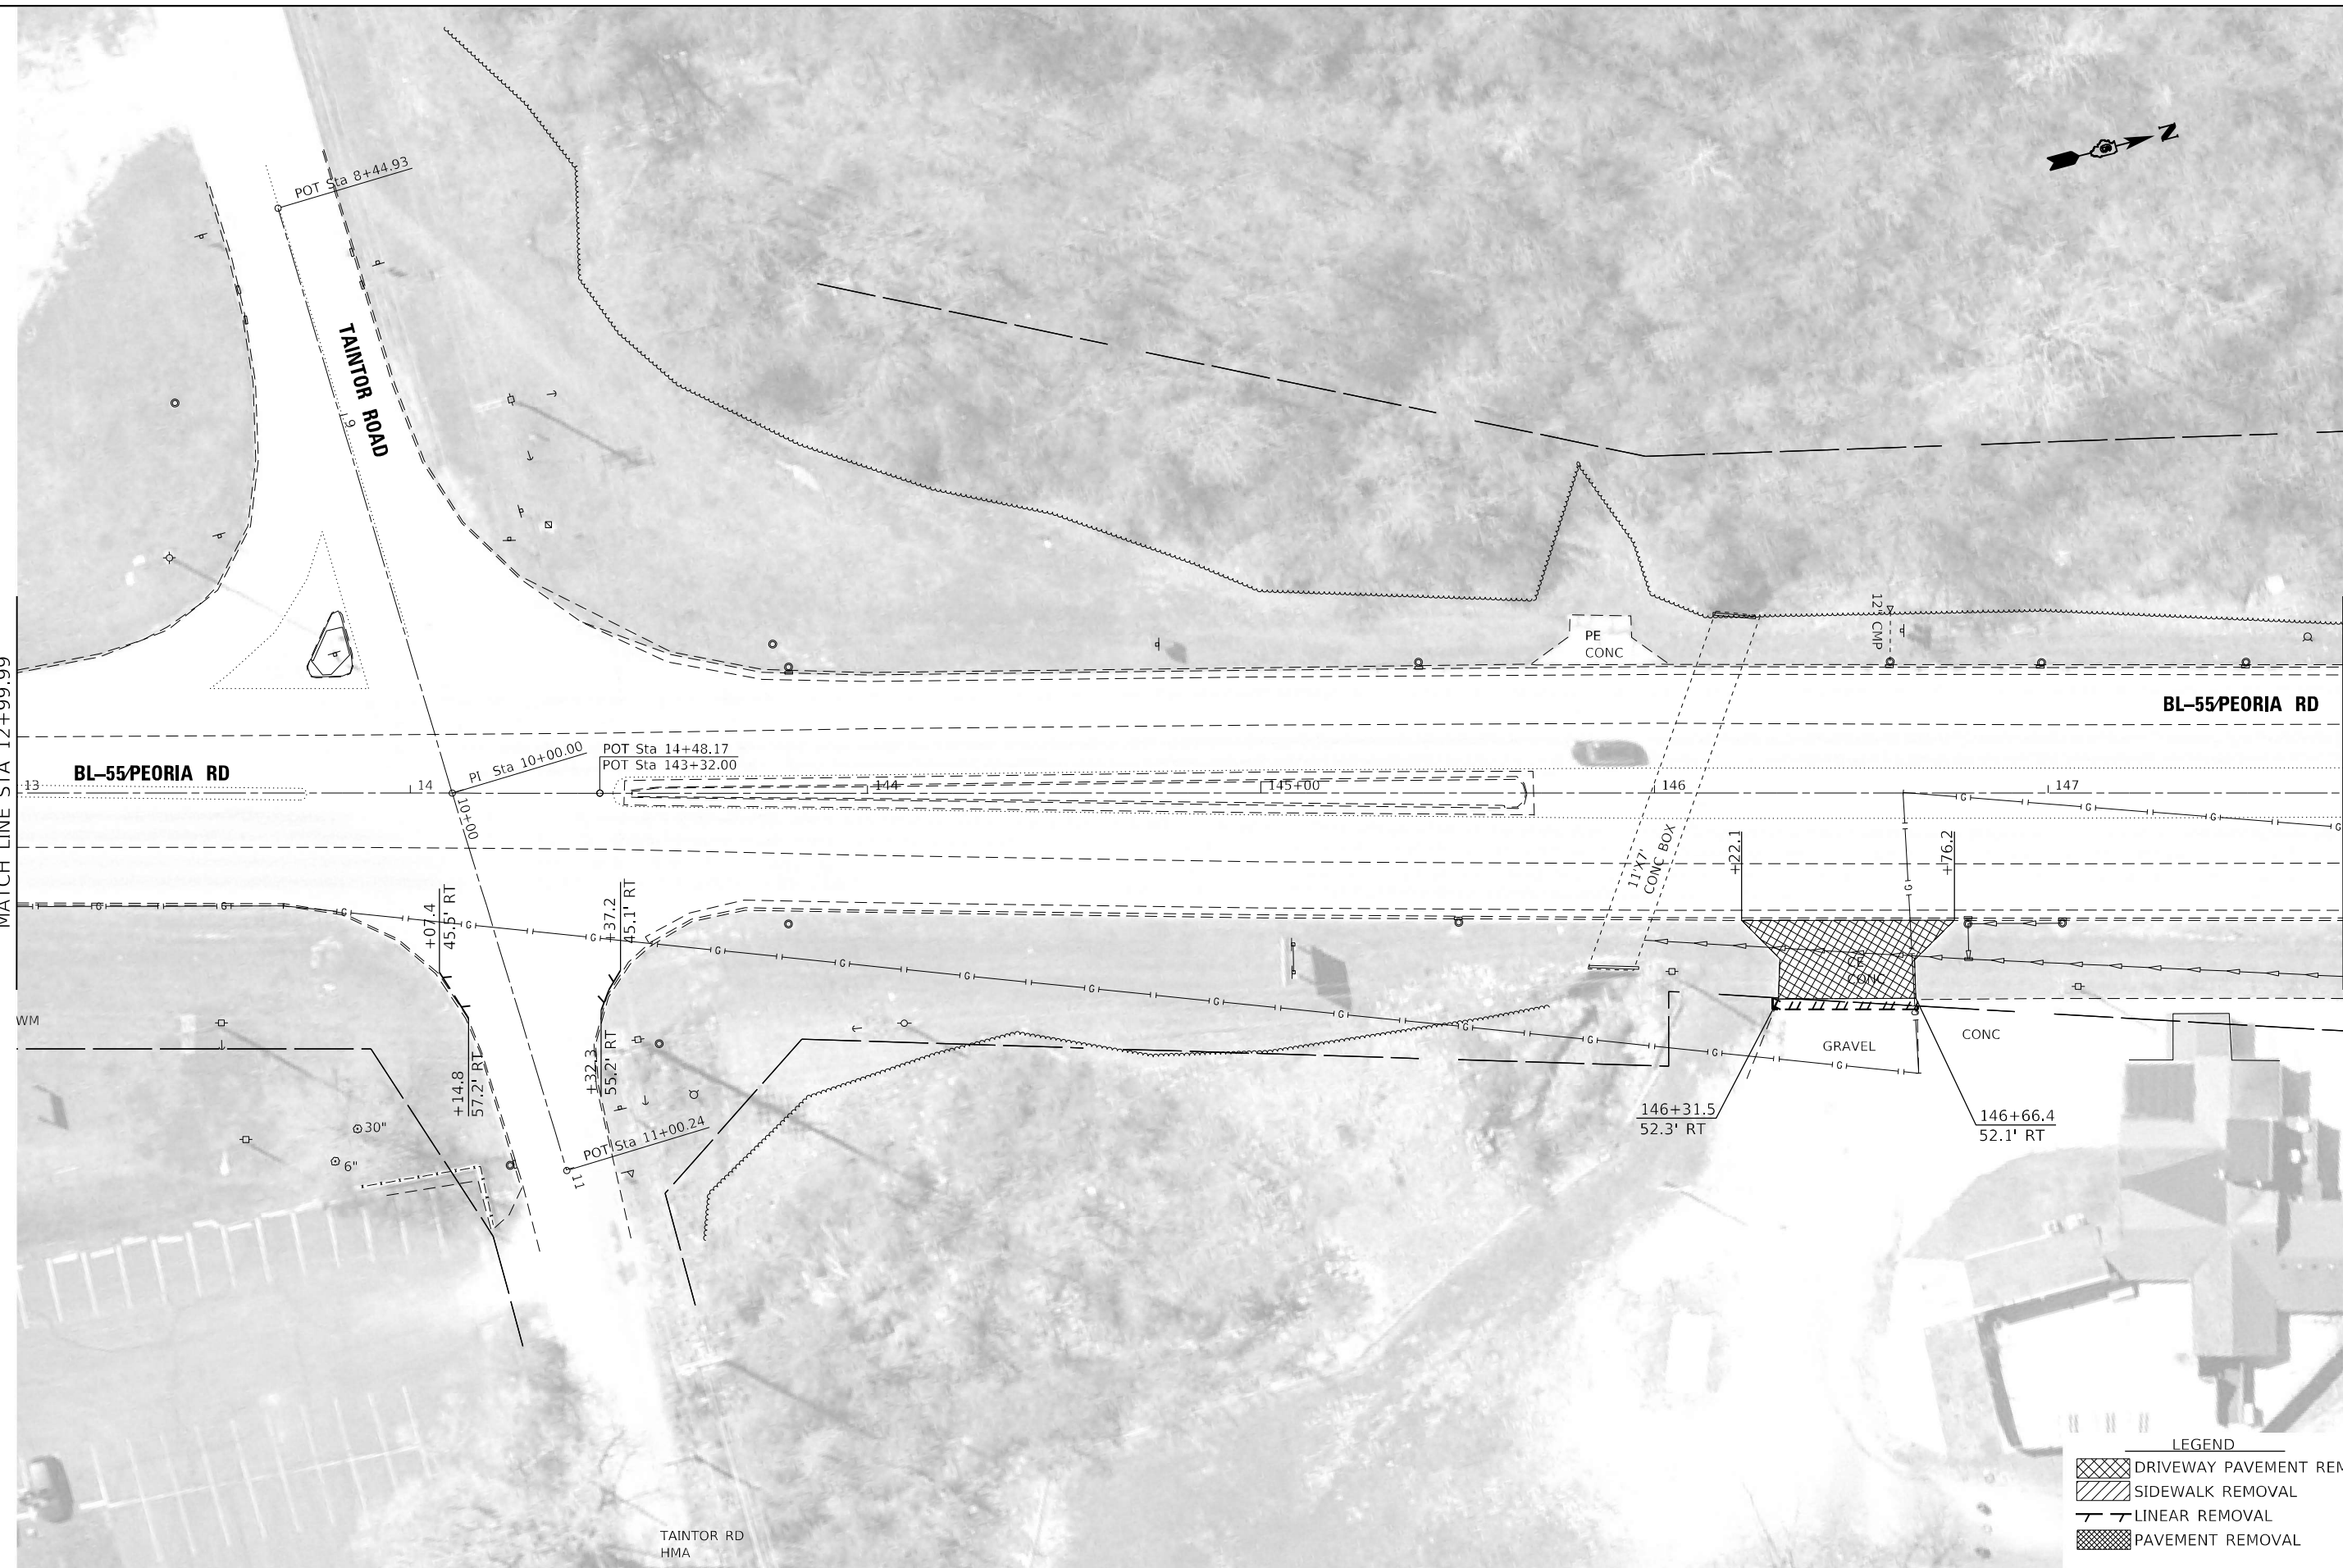 N
POT Sta 8+44.93
TAINTOR ROAD
9
MATCH LINE STA 12+99.99
BL-55/PEORIA RD
13
14
PI Sta 10+00.00
10+00
POT Sta 14+48.17
POT Sta 143+32.00
144
145+00
146
147
PE
CONC
12" CMP
BL-55/PEORIA RD
11'X7'
CONC BOX
+22.1
+76.2
G G G G G G G G G G G G G G G
G G G G
G
+07.4
45.5' RT
+37.2
45.1' RT
+14.8
57.2' RT
+32.3
55.2' RT
WM
30"
6"
POT Sta 11+00.24
11
CE
CONC
GRAVEL
CONC
146+31.5
52.3' RT
146+66.4
52.1' RT
TAINTOR RD
HMA
LEGEND
DRIVEWAY PAVEMENT REM
SIDEWALK REMOVAL
LINEAR REMOVAL
PAVEMENT REMOVAL